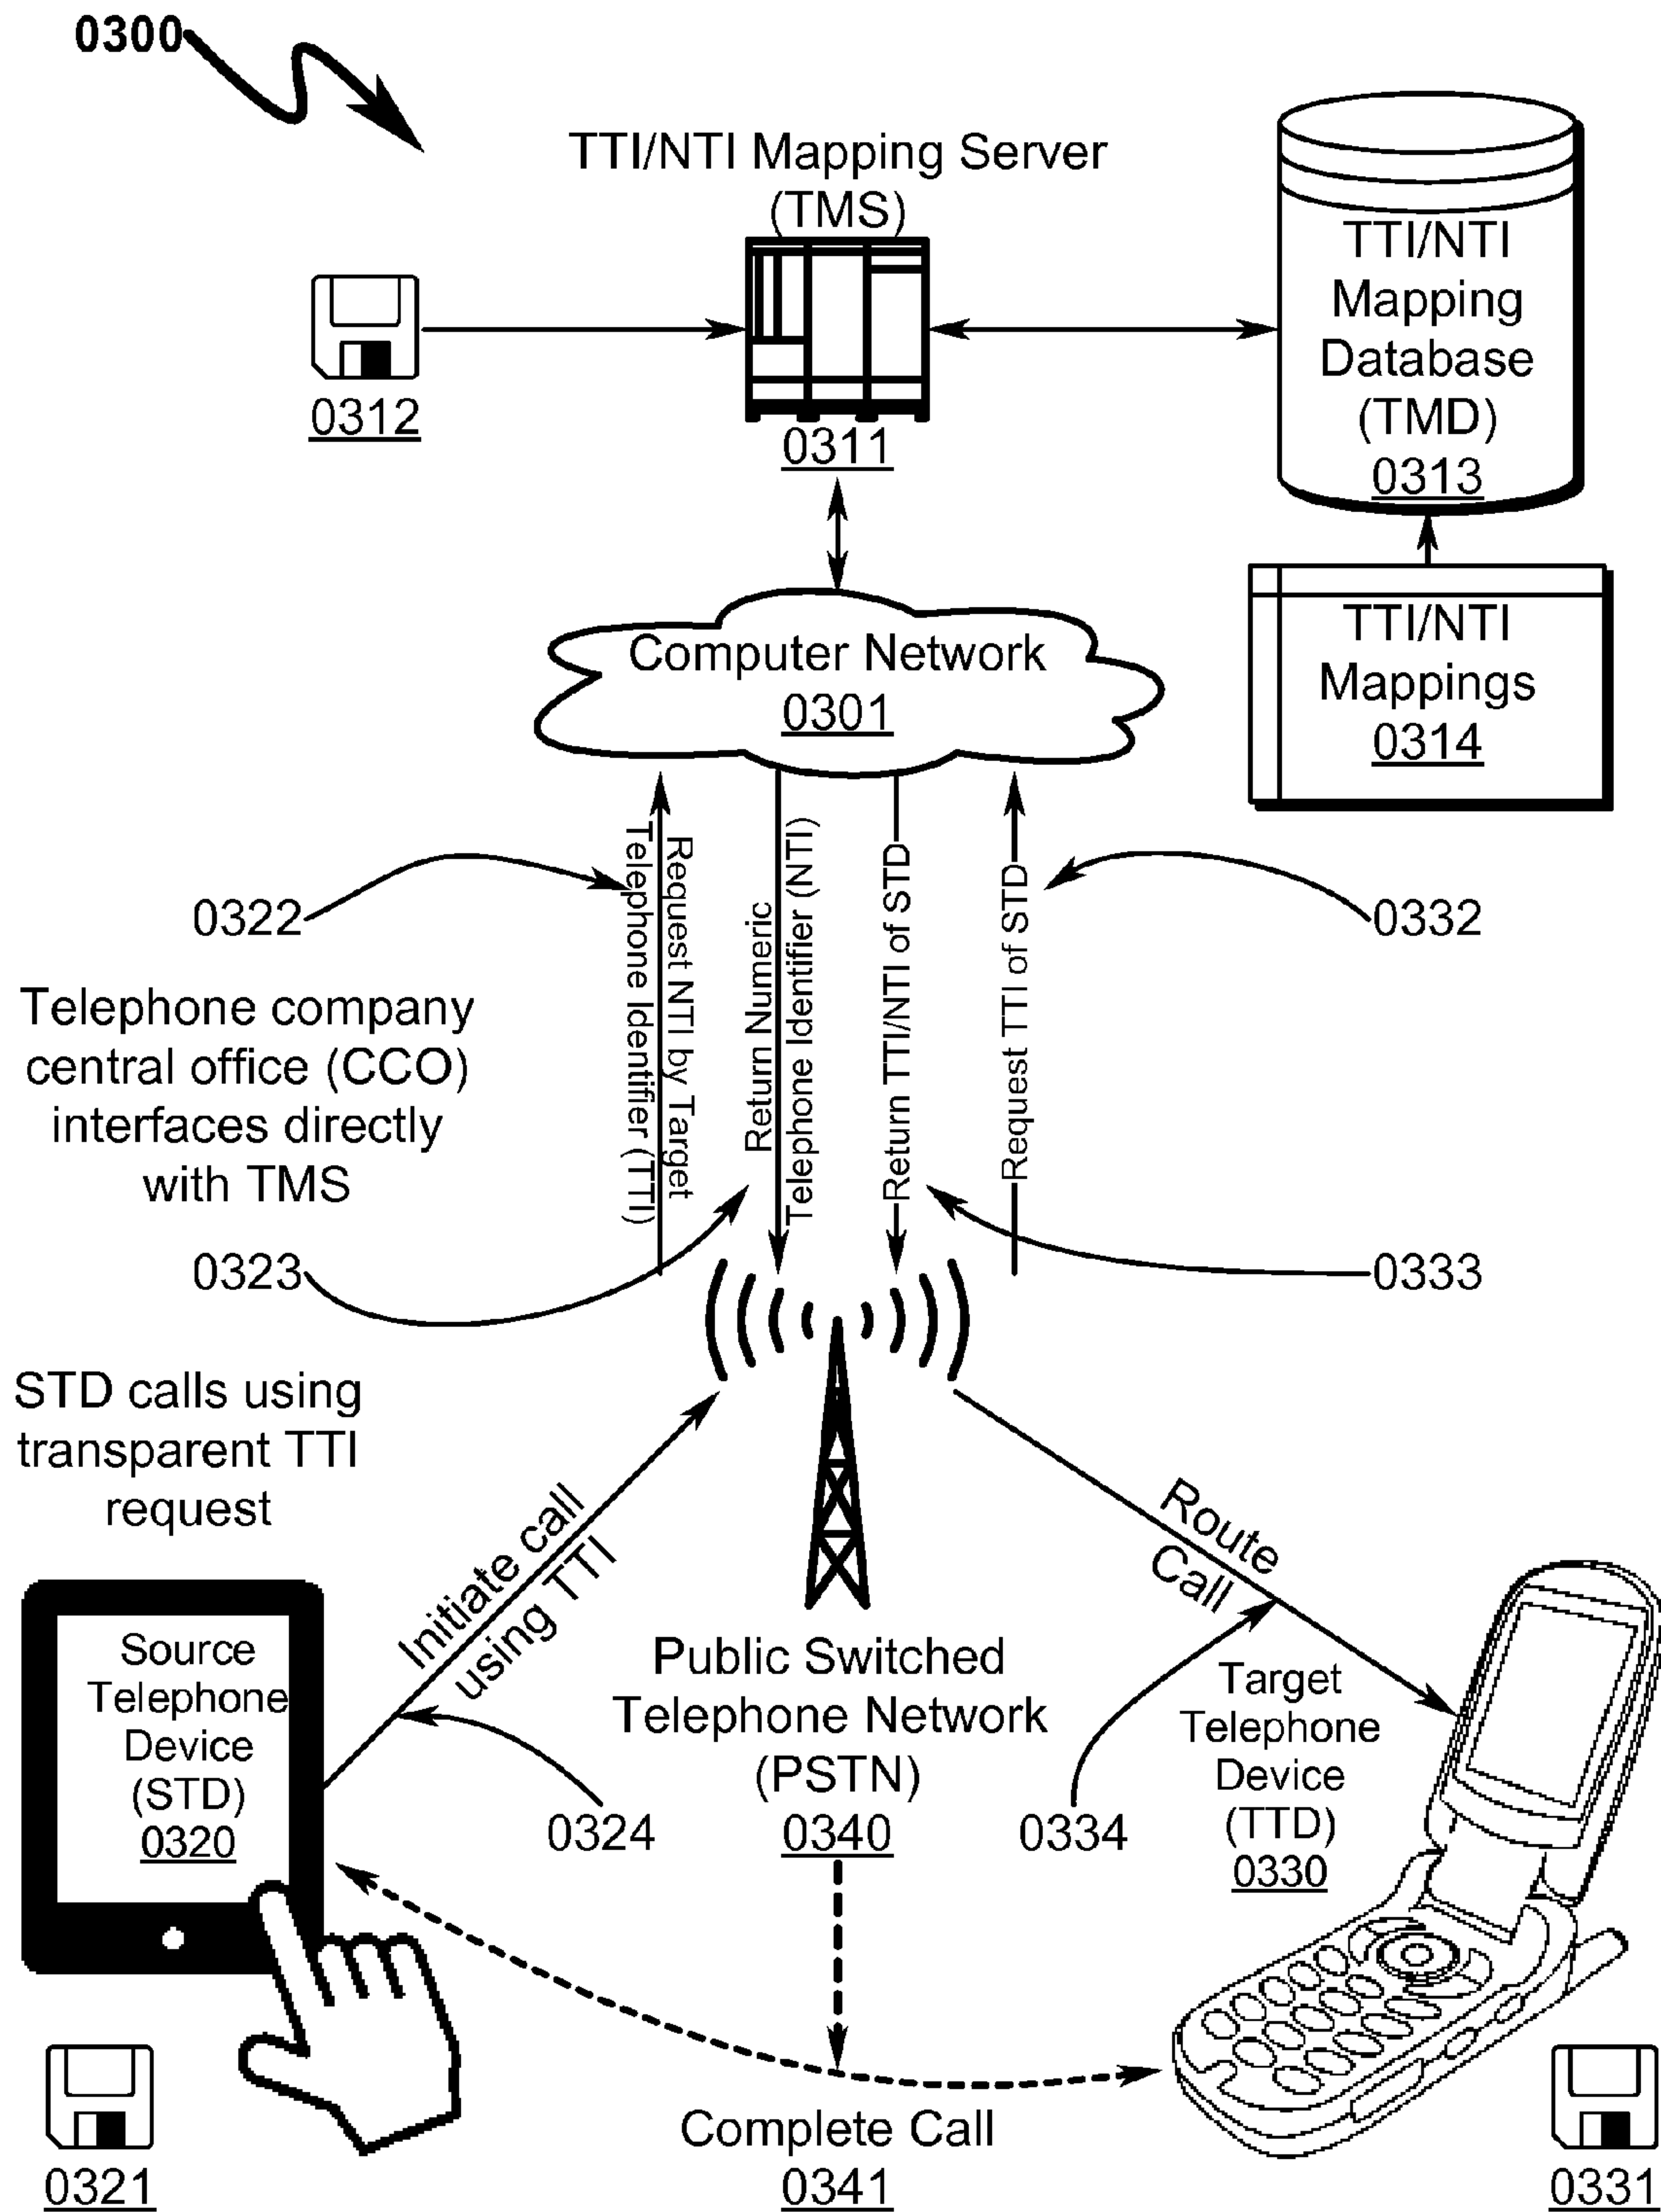 0300
TTI/NTI Mapping Server
(TMS)
0311
0312
TTI/NTI
Mapping
Database
(TMD)
0313
TTI/NTI
Mappings
0314
Computer Network
0301
Request NTI by Target
Telephone Identifier (TTI)
Return Numeric
Telephone Identifier (NTI)
Return TTI/NTI of STD
Request TTI of STD
0322
0332
Telephone company
central office (CCO)
interfaces directly
with TMS
0323
0333
STD calls using
transparent TTI
request
Initiate call
using TTI
Route
Call
Source
Telephone
Device
(STD)
0320
0324
Public Switched
Telephone Network
(PSTN)
0340
0334
Target
Telephone
Device
(TTD)
0330
Complete Call
0341
0321
0331